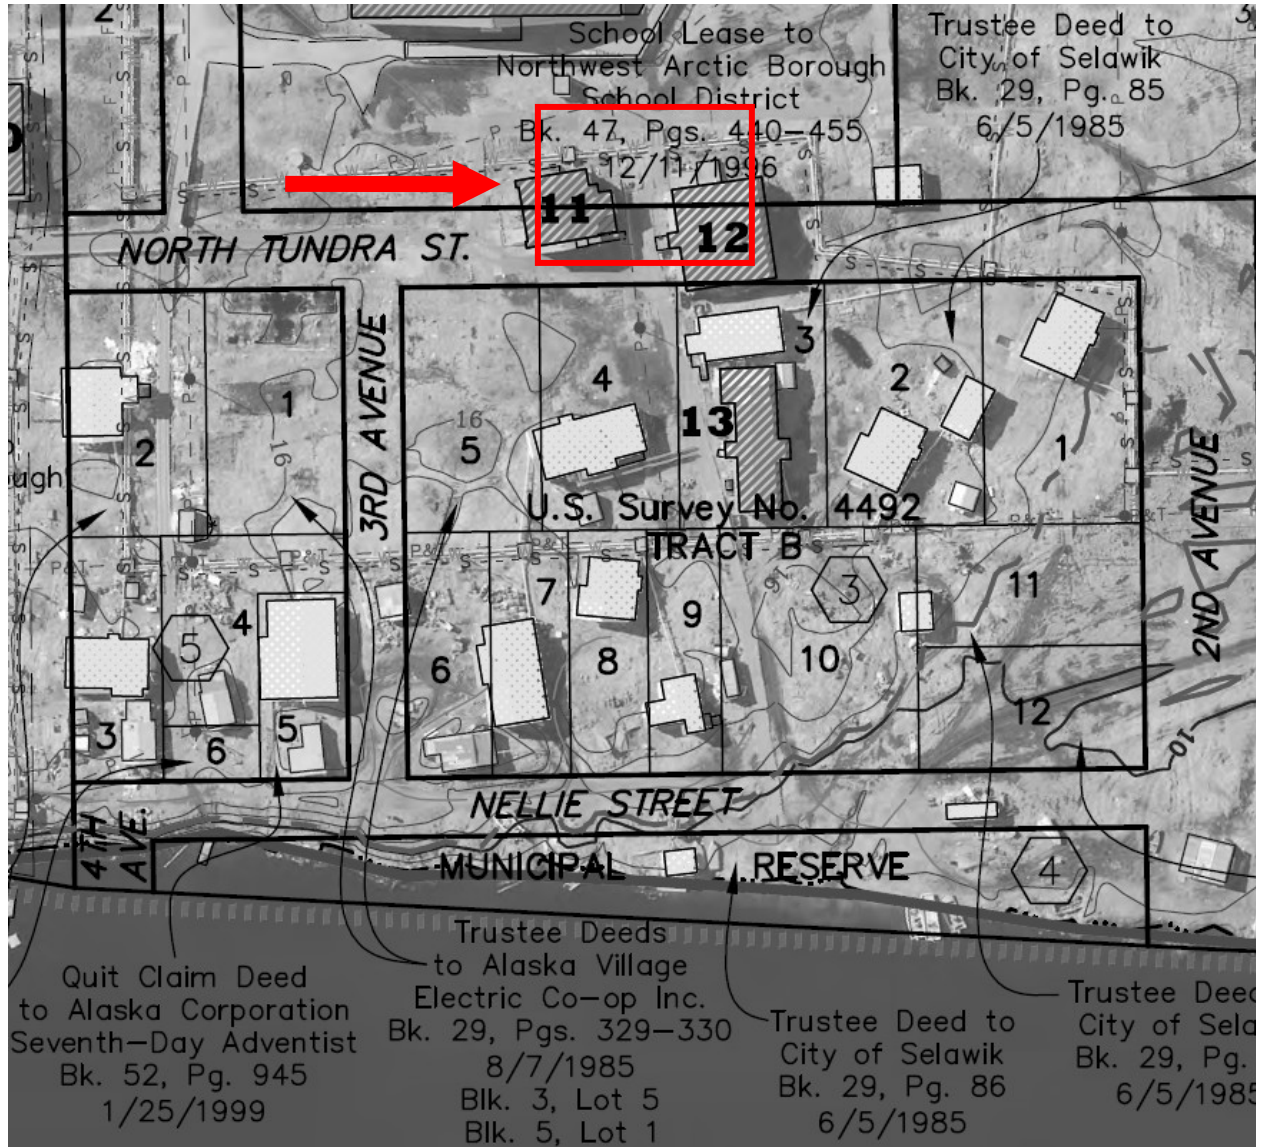 School Lease to
Northwest Arctic Borough
School District
Bk. 47, Pgs. 440-455
12/11/1996
Trustee Deed to
City of Selawik
Bk. 29, Pg. 85
6/5/1985
2
11
12
NORTH TUNDRA ST.
3RD AVENUE
2ND AVENUE
1
2
16
5
4
3
13
2
1
16
ough
U.S. Survey No. 4492
TRACT B
P&T
P&T
P&T
P&T
3
4
5
6
5
6
7
8
9
16
3
10
11
12
10
NELLIE STREET
4TH
AVE.
MUNICIPAL RESERVE
4
Quit Claim Deed
to Alaska Corporation
Seventh-Day Adventist
Bk. 52, Pg. 945
1/25/1999
Trustee Deeds
to Alaska Village
Electric Co-op Inc.
Bk. 29, Pgs. 329-330
8/7/1985
Blk. 3, Lot 5
Blk. 5, Lot 1
Trustee Deed to
City of Selawik
Bk. 29, Pg. 86
6/5/1985
Trustee Deed
City of Sela
Bk. 29, Pg.
6/5/1985